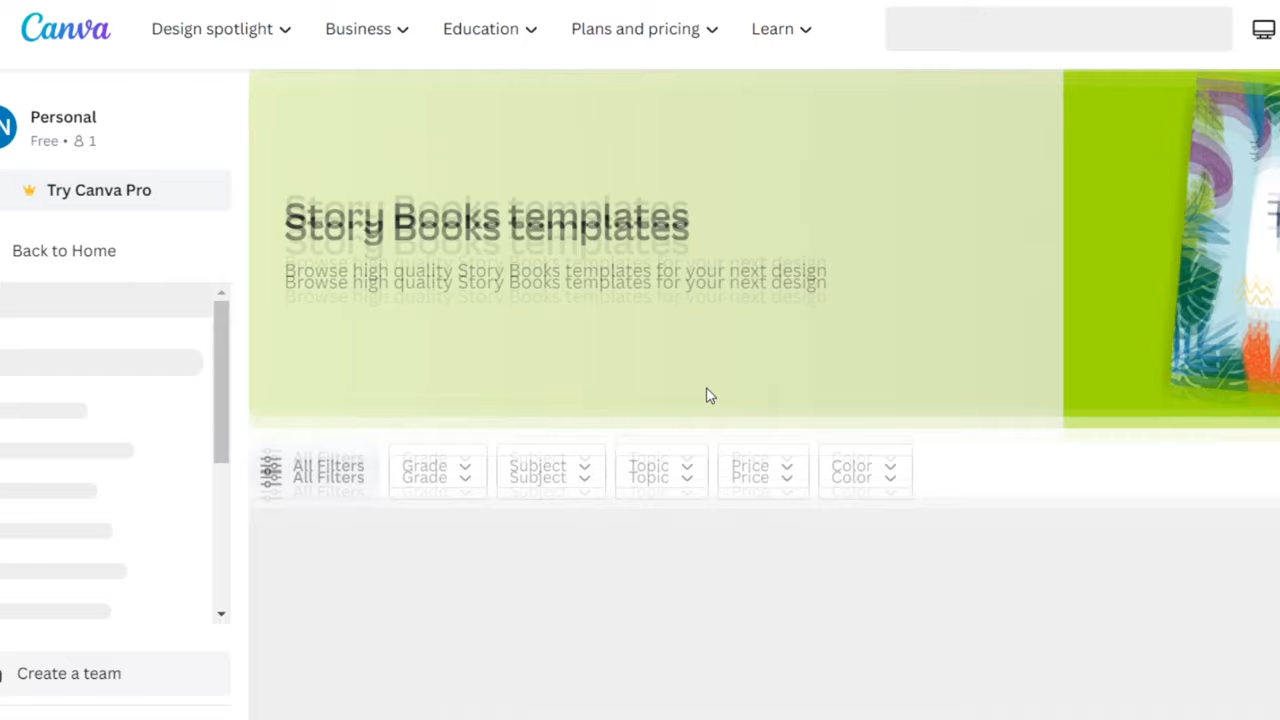 Canva
Design spotlight
Business
Education
Plans and pricing
Learn
N
Personal
Free • 1
Try Canva Pro
Back to Home
Create a team
Story Books templates
Browse high quality Story Books templates for your next design
All Filters
Grade
Subject
Topic
Price
Color